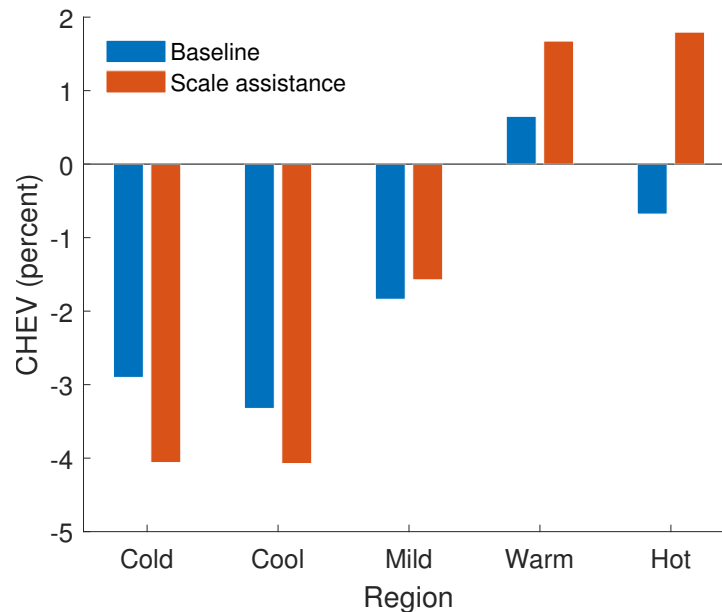 2
1
0
-1
-2
-3
-4
-5
CHEV (percent)
Baseline
Scale assistance
Cold Cool Mild Warm Hot
Region